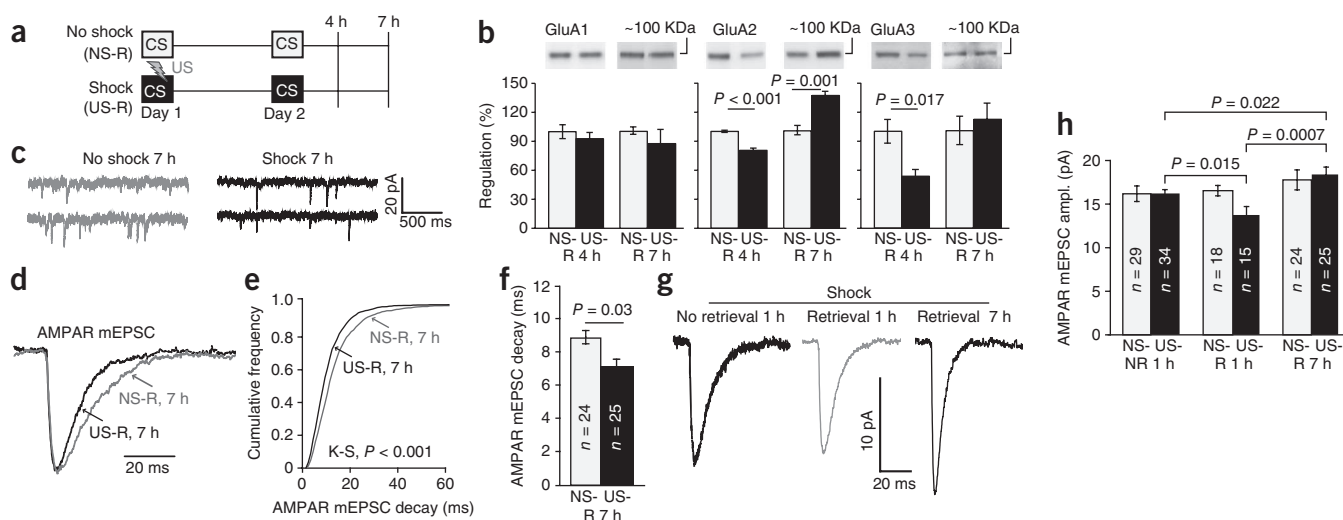 a
No shock
(NS-R)
CS
CS
4 h
7 h
US
Shock
(US-R)
CS
CS
Day 1
Day 2
b
GluA1
~100 KDa
GluA2
~100 KDa
GluA3
~100 KDa
Regulation (%)
150
120
90
60
30
0
P < 0.001
P = 0.001
P = 0.017
NS- US-
R 4 h
NS- US-
R 7 h
NS- US-
R 4 h
NS- US-
R 7 h
NS- US-
R 4 h
NS- US-
R 7 h
c
No shock 7 h
Shock 7 h
20 pA
500 ms
d
AMPAR mEPSC
NS-R, 7 h
US-R, 7 h
20 ms
e
Cumulative frequency
1.0
0.8
0.6
0.4
0.2
0
NS-R, 7 h
US-R, 7 h
K-S, P < 0.001
0 20 40 60
AMPAR mEPSC decay (ms)
f
AMPAR mEPSC decay (ms)
12
10
8
6
4
2
0
P = 0.03
n = 24
n = 25
NS- US-
R 7 h
g
Shock
No retrieval 1 h
Retrieval 1 h
Retrieval 7 h
10 pA
20 ms
h
AMPAR mEPSC ampl. (pA)
20
15
10
5
0
P = 0.022
P = 0.0007
P = 0.015
n = 29
n = 34
n = 18
n = 15
n = 24
n = 25
NS- US-
NR 1 h
NS- US-
R 1 h
NS- US-
R 7 h